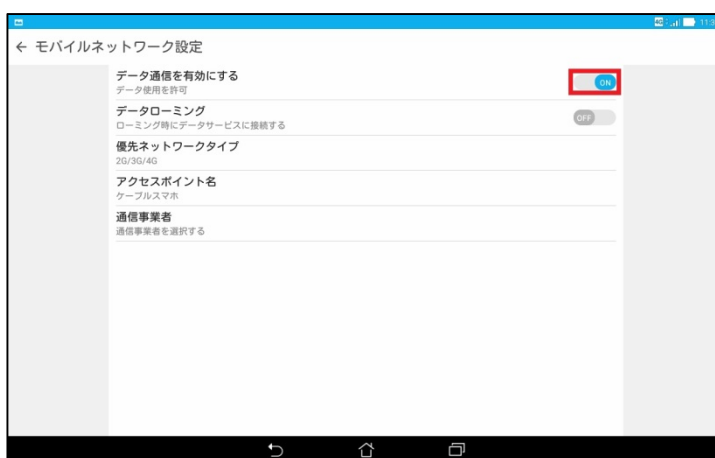 4G
← モバイルネットワーク設定
データ通信を有効にする
データ使用を許可
ON
データローミング
ローミング時にデータサービスに接続する
OFF
優先ネットワークタイプ
2G/3G/4G
アクセスポイント名
ケーブルスマホ
通信事業者
通信事業者を選択する